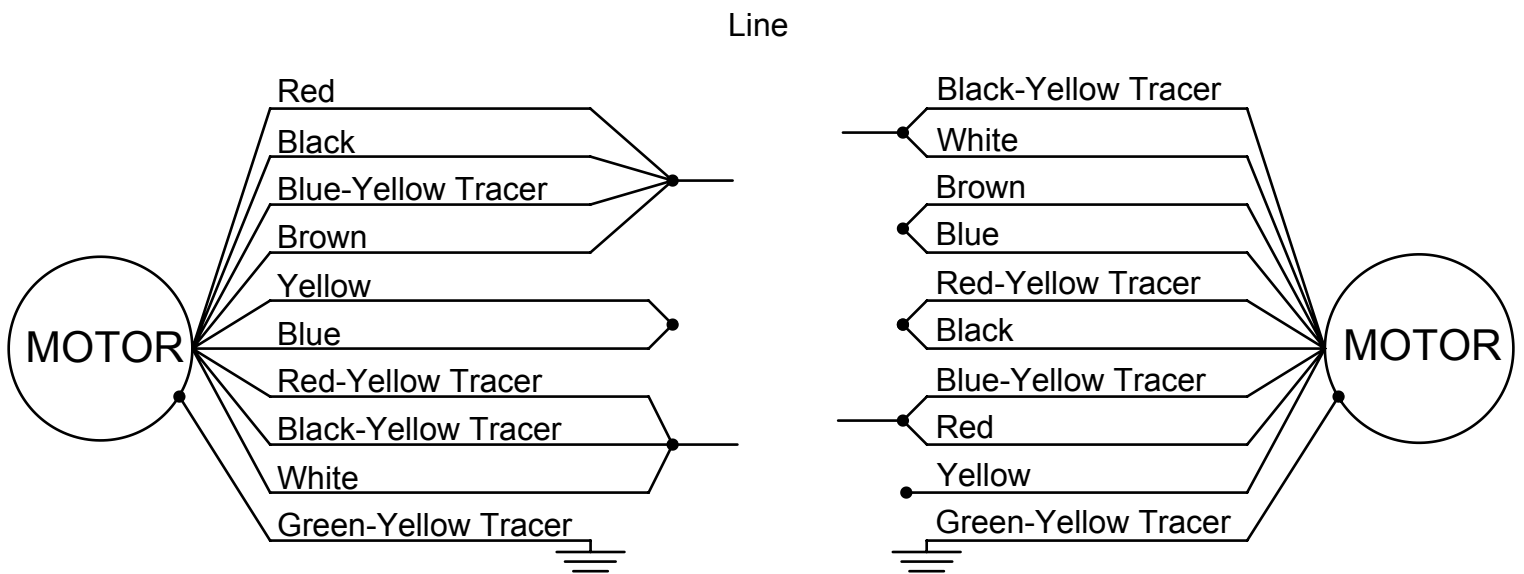 Line
Red
Black
Blue-Yellow Tracer
Brown
Yellow
Blue
Red-Yellow Tracer
Black-Yellow Tracer
White
Green-Yellow Tracer
MOTOR
Black-Yellow Tracer
White
Brown
Blue
Red-Yellow Tracer
Black
Blue-Yellow Tracer
Red
Yellow
Green-Yellow Tracer
MOTOR